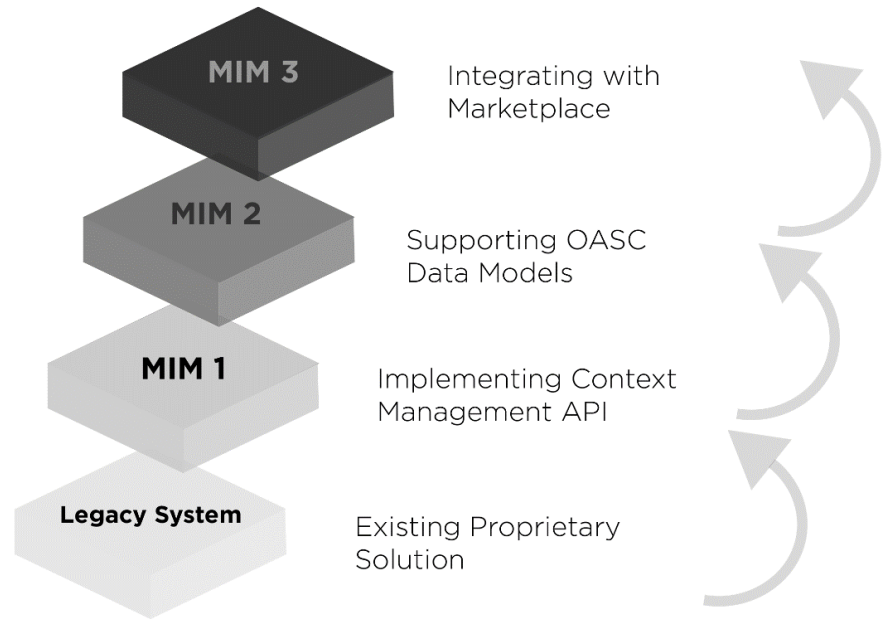 MIM 3
Integrating with
Marketplace
MIM 2
Supporting OASC
Data Models
MIM 1
Implementing Context
Management API
Legacy System
Existing Proprietary
Solution